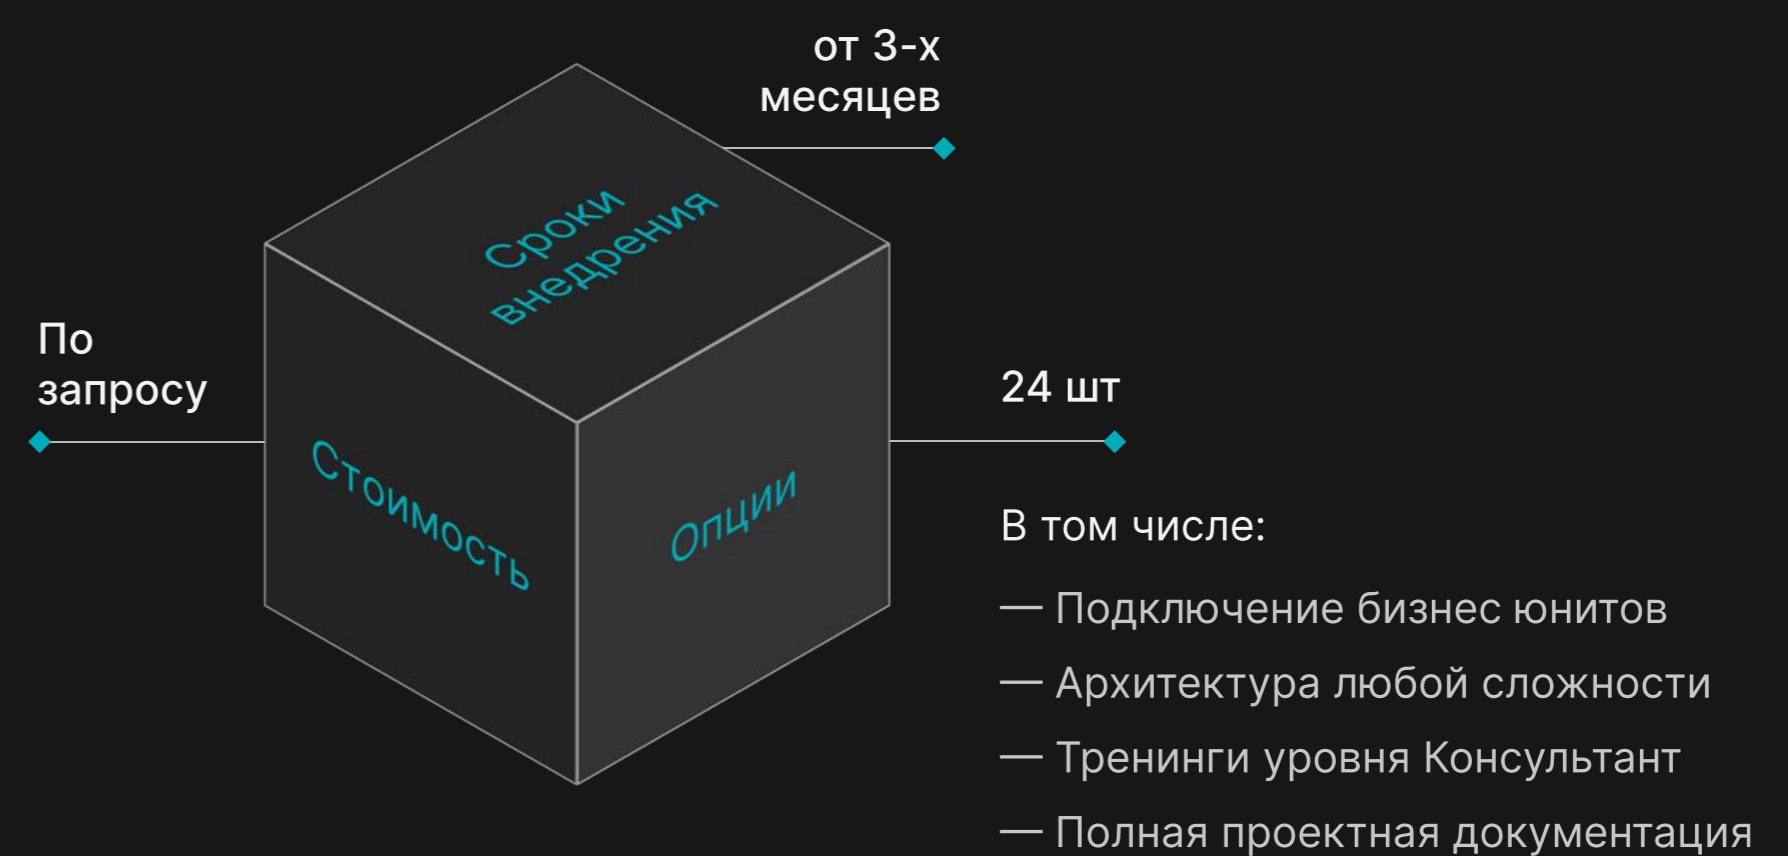 от 3-х
месяцев
Сроки
внедрения
По
запросу
Стоимость
Опции
24 шт
В том числе:
— Подключение бизнес юнитов
— Архитектура любой сложности
— Тренинги уровня Консультант
— Полная проектная документация